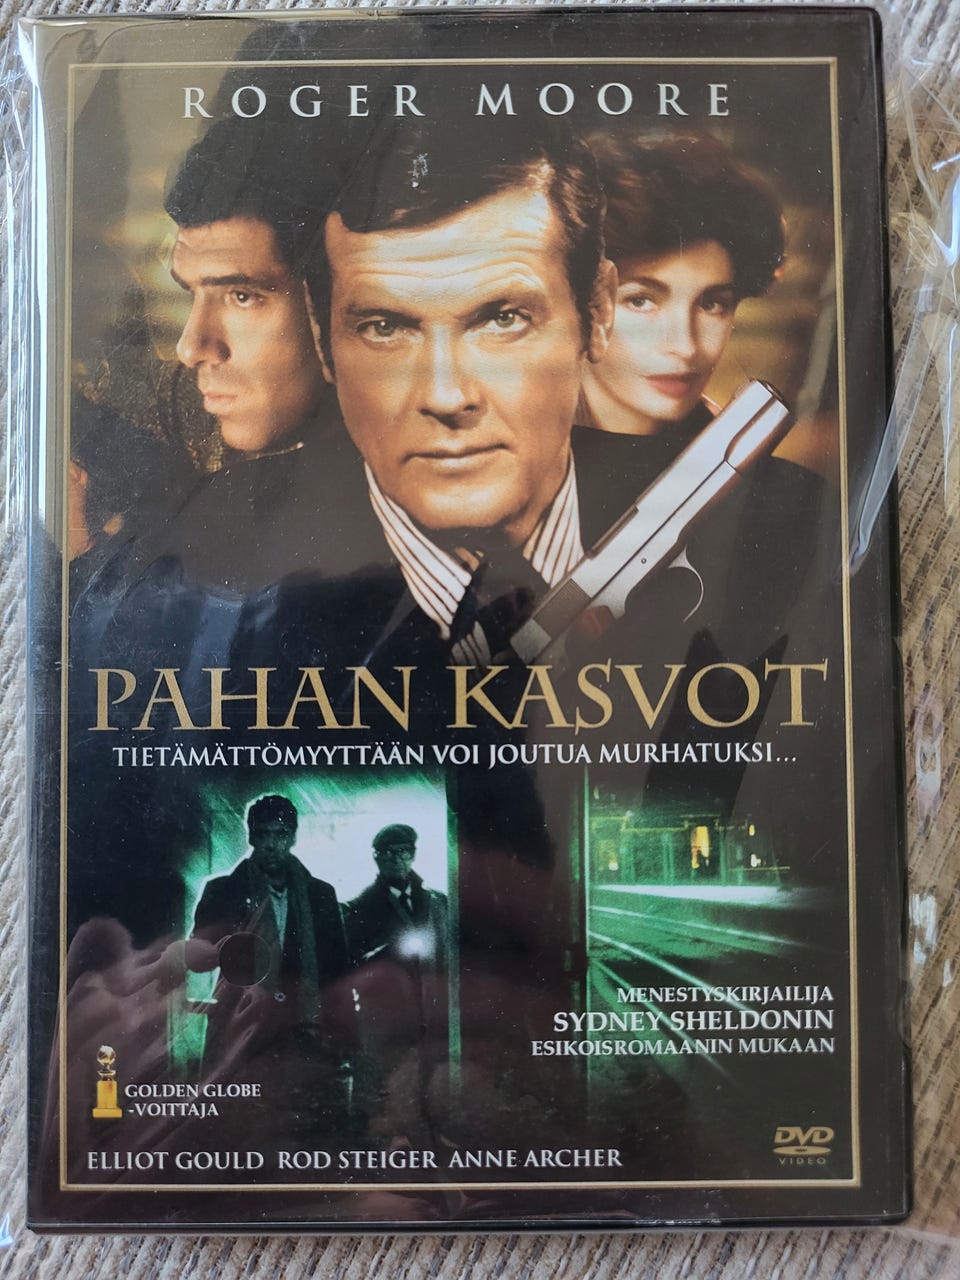 ROGER MOORE
PAHAN KASVOT
TIETÄMÄTTÖMYYTTÄÄN VOI JOUTUA MURHATUKSI...
MENESTYSKIRJAILIJA
SYDNEY SHELDONIN
ESIKOISROMAANIN MUKAAN
GOLDEN GLOBE
-VOITTAJA
ELLIOT GOULD ROD STEIGER ANNE ARCHER
DVD
VIDEO